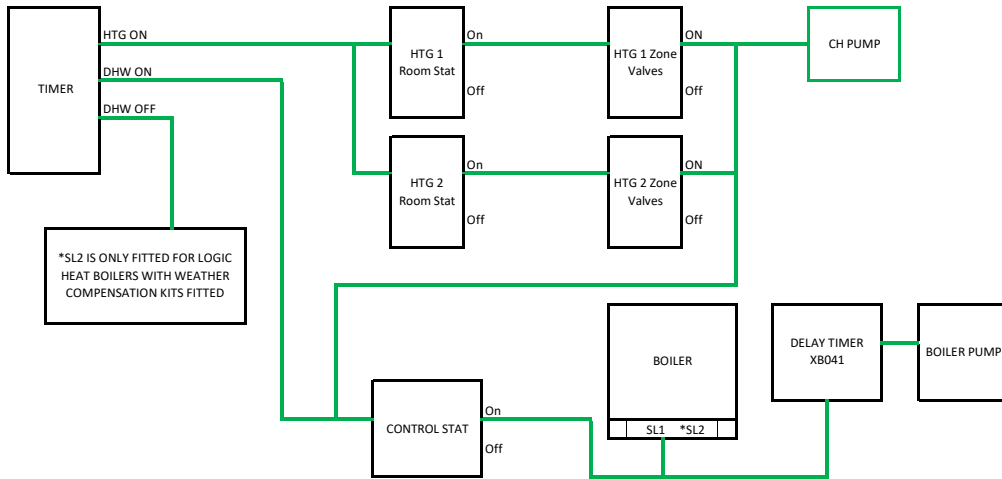 TIMER
HTG ON
DHW ON
DHW OFF
HTG 1
Room Stat
On
Off
HTG 1 Zone
Valves
ON
Off
CH PUMP
HTG 2
Room Stat
On
Off
HTG 2 Zone
Valves
ON
Off
*SL2 IS ONLY FITTED FOR LOGIC
HEAT BOILERS WITH WEATHER
COMPENSATION KITS FITTED
BOILER
SL1 *SL2
DELAY TIMER
XB041
BOILER PUMP
CONTROL STAT
On
Off